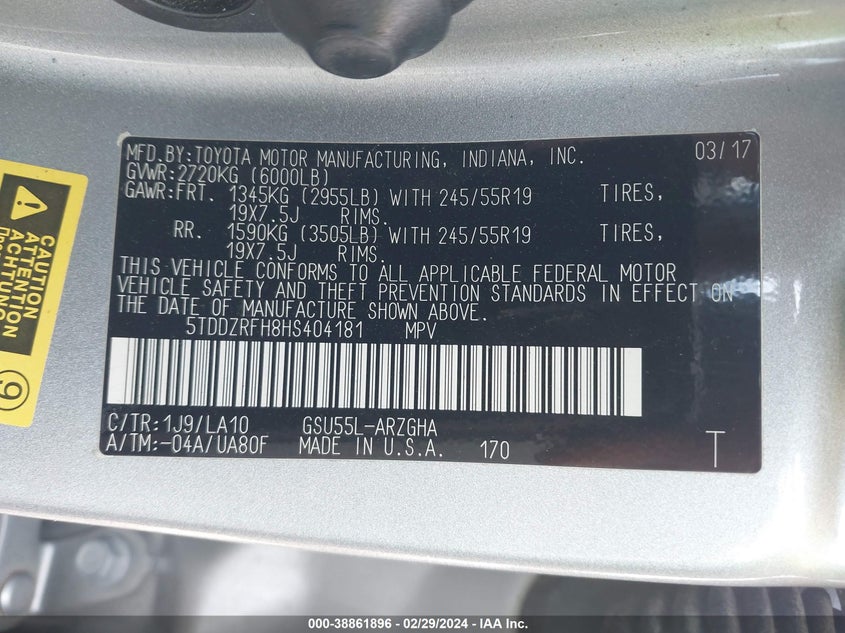 MFD.BY:TOYOTA MOTOR MANUFACTURING, INDIANA, INC. 03/17
GVWR:2720KG (6000LB)
GAWR:FRT. 1345KG (2955LB) WITH 245/55R19 TIRES,
19X7.5J RIMS.
RR. 1590KG (3505LB) WITH 245/55R19 TIRES,
19X7.5J RIMS.
THIS VEHICLE CONFORMS TO ALL APPLICABLE FEDERAL MOTOR
VEHICLE SAFETY AND THEFT PREVENTION STANDARDS IN EFFECT ON
THE DATE OF MANUFACTURE SHOWN ABOVE.
5TDDZRFH8HS404181 MPV
C/TR:1J9/LA10 GSU55L-ARZGHA
A/TM:-04A/UA80F MADE IN U.S.A. 170 T
CAUTION
ATTENTION
ACHTUNG
9
000-38861896 - 02/29/2024 - IAA Inc.